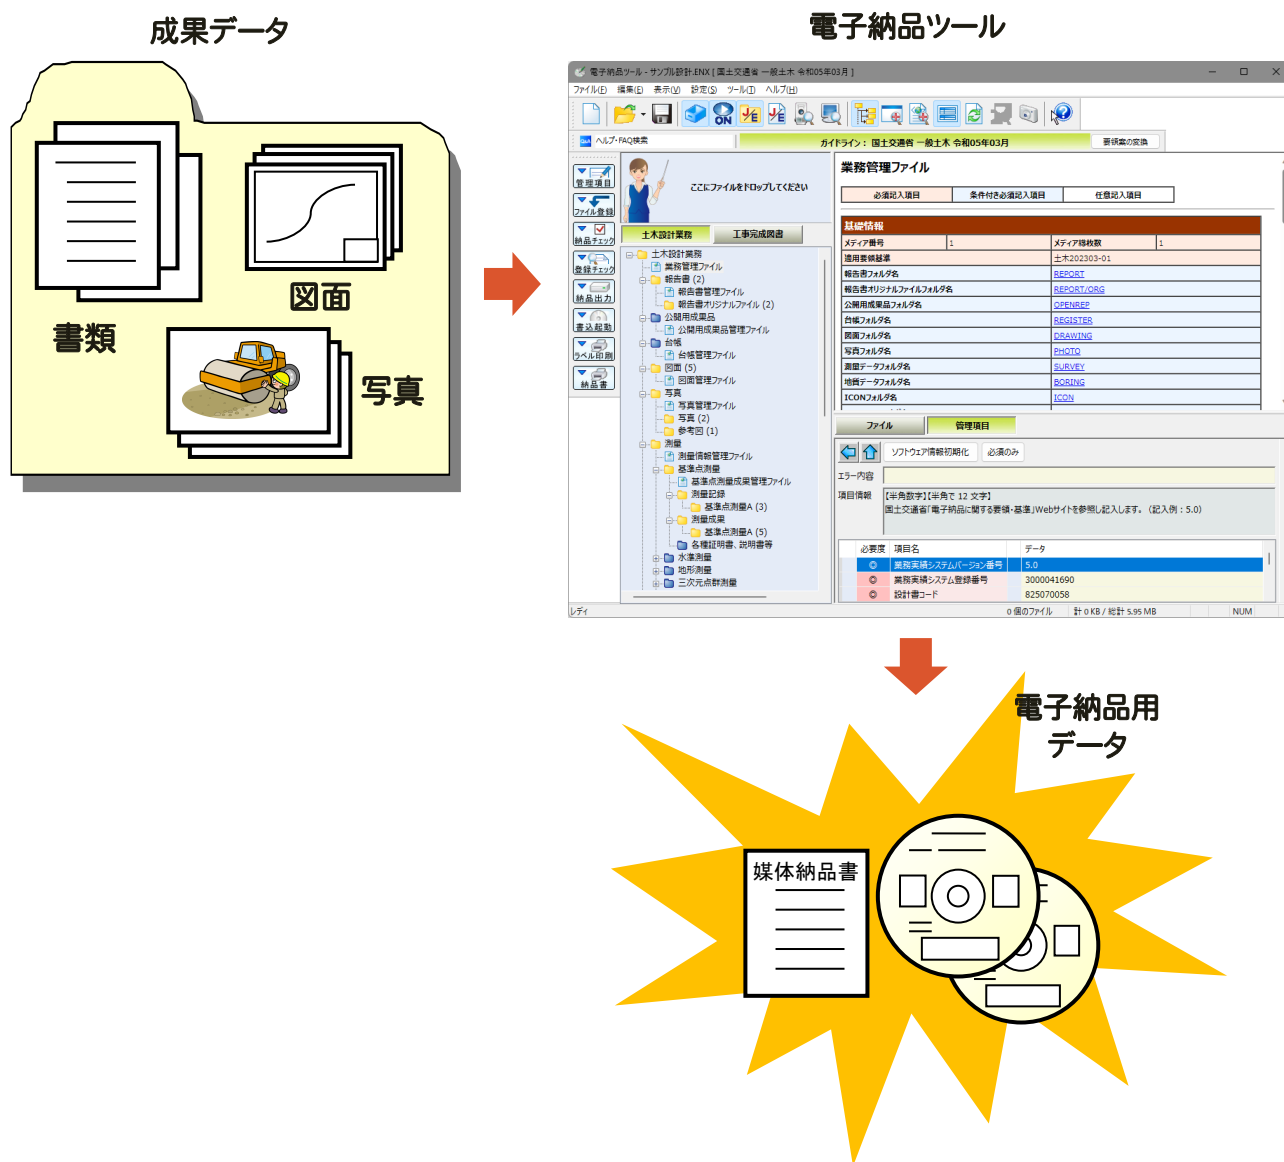 成果データ
書類
図面
写真
電子納品ツール
電子納品ツール - サンプル設計.ENX [ 国土交通省 一般土木 令和05年03月 ]
ファイル(F) 編集(E) 表示(V) 設定(S) ツール(T) ヘルプ(H)
ON
J/E
J/E
Q&A ヘルプ・FAQ検索
ガイドライン： 国土交通省 一般土木 令和05年03月
要領案の変換
管理項目
ファイル登録
納品チェック
登録チェック
納品出力
書込起動
ラベル印刷
納品書
ここにファイルをドロップしてください
土木設計業務 工事完成図書
土木設計業務
業務管理ファイル
報告書 (2)
報告書管理ファイル
報告書オリジナルファイル (2)
公開用成果品
公開用成果品管理ファイル
台帳
台帳管理ファイル
図面 (5)
図面管理ファイル
写真
写真管理ファイル
写真 (2)
参考図 (1)
測量
測量情報管理ファイル
基準点測量
基準点測量成果管理ファイル
測量記録
基準点測量A (3)
測量成果
基準点測量A (5)
各種証明書、説明書等
水準測量
地形測量
三次元点群測量
業務管理ファイル
必須記入項目 条件付き必須記入項目 任意記入項目
基礎情報
メディア番号 1 メディア総枚数 1
適用要領基準 土木202303-01
報告書フォルダ名 REPORT
報告書オリジナルファイルフォルダ名 REPORT/ORG
公開用成果品フォルダ名 OPENREP
台帳フォルダ名 REGISTER
図面フォルダ名 DRAWING
写真フォルダ名 PHOTO
測量データフォルダ名 SURVEY
地質データフォルダ名 BORING
ICONフォルダ名 ICON
ファイル 管理項目
ソフトウェア情報初期化 必須のみ
エラー内容
項目情報 【半角数字】【半角で 12 文字】
国土交通省「電子納品に関する要領・基準」Webサイトを参照し記入します。（記入例：5.0）
必要度 項目名 データ
◎ 業務実績システムバージョン番号 5.0
◎ 業務実績システム登録番号 3000041690
◎ 設計書コード 825070058
レディ 0 個のファイル 計 0 KB / 総計 5.95 MB NUM
電子納品用
データ
媒体納品書